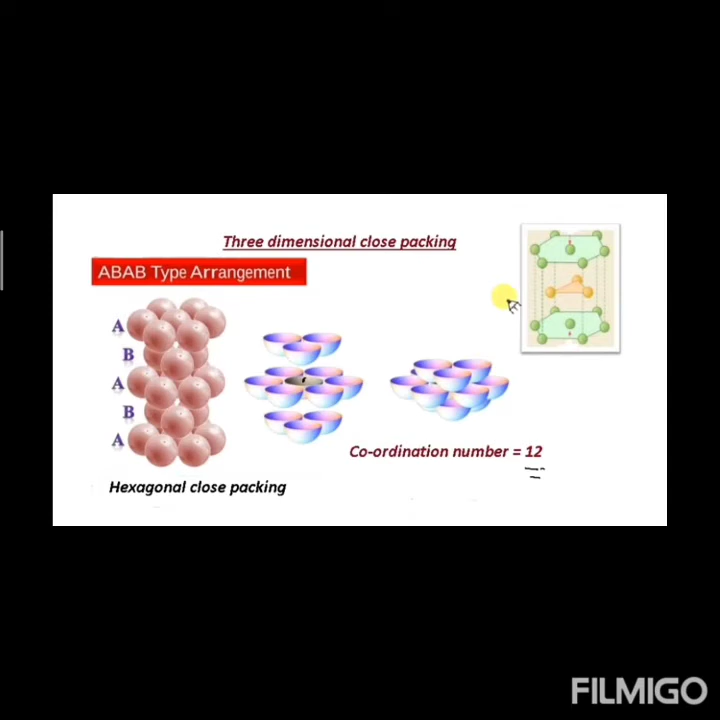 Three dimensional close packing
ABAB Type Arrangement
A
B
A
B
A
Co-ordination number = 12
Hexagonal close packing
FILMIGO